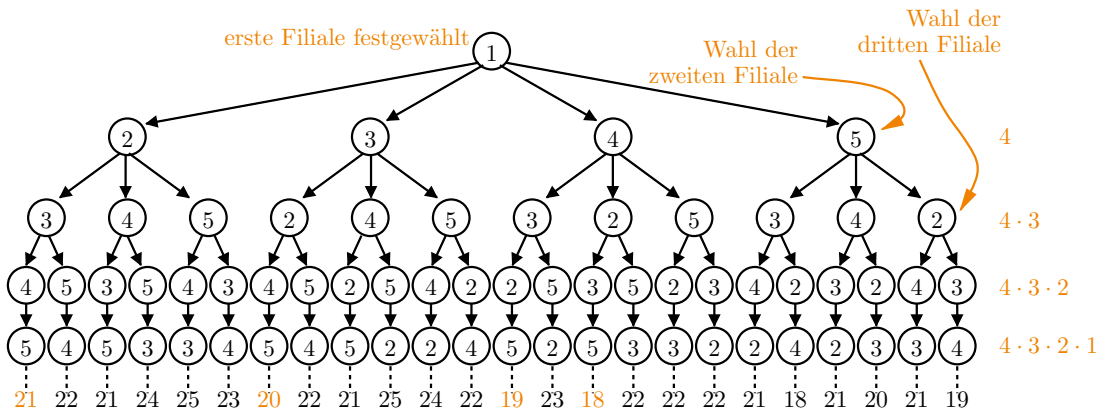 erste Filiale festgewählt
1
Wahl der
zweiten Filiale
Wahl der
dritten Filiale
2 3 4 5 4
3 4 5 2 4 5 3 2 5 3 4 2 4 · 3
4 5 3 5 4 3 4 5 2 5 4 2 2 5 3 5 2 3 4 2 3 2 4 3 4 · 3 · 2
5 4 5 3 3 4 5 4 5 2 2 4 5 2 5 3 3 2 2 4 2 3 3 4 4 · 3 · 2 · 1
21 22 21 24 25 23 20 22 21 25 24 22 19 23 18 22 22 22 21 18 21 20 21 19